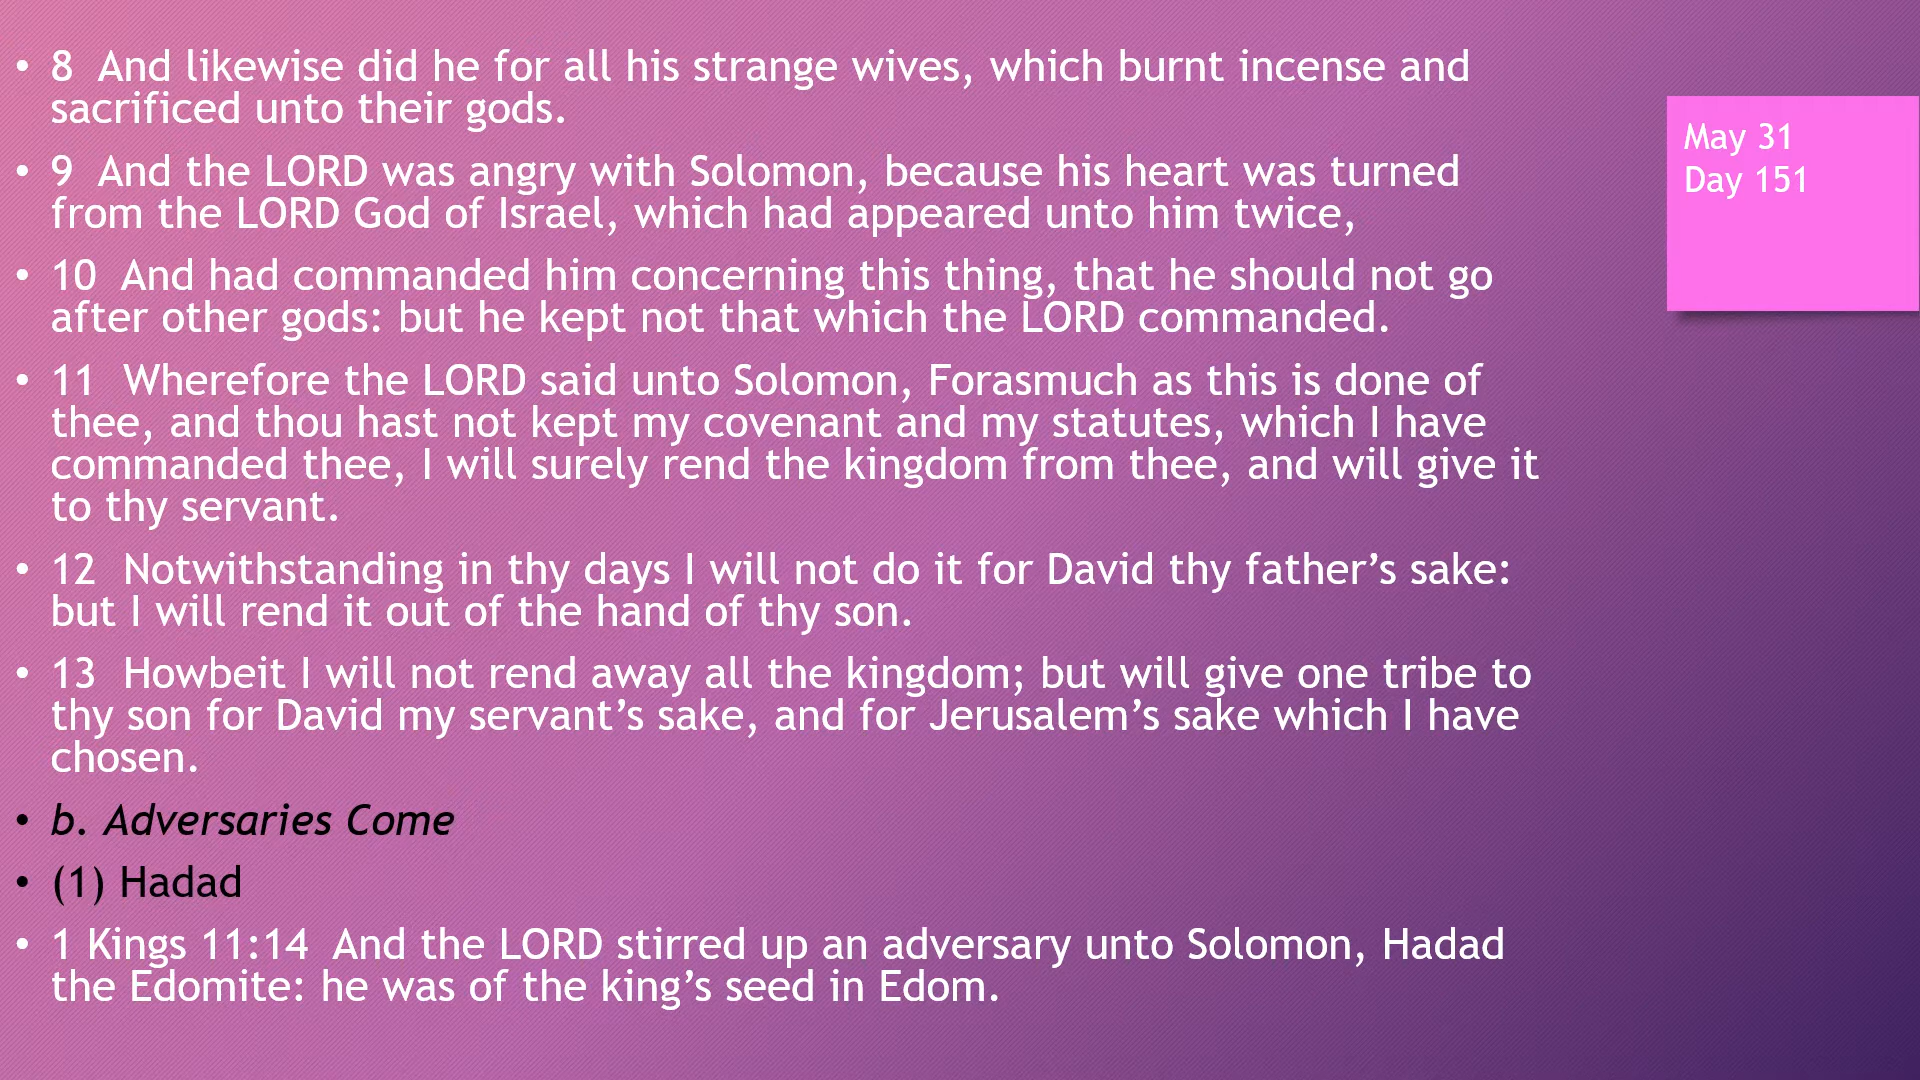 • 8  And likewise did he for all his strange wives, which burnt incense and
sacrificed unto their gods.
• 9  And the LORD was angry with Solomon, because his heart was turned
from the LORD God of Israel, which had appeared unto him twice,
• 10  And had commanded him concerning this thing, that he should not go
after other gods: but he kept not that which the LORD commanded.
• 11  Wherefore the LORD said unto Solomon, Forasmuch as this is done of
thee, and thou hast not kept my covenant and my statutes, which I have
commanded thee, I will surely rend the kingdom from thee, and will give it
to thy servant.
• 12  Notwithstanding in thy days I will not do it for David thy father’s sake:
but I will rend it out of the hand of thy son.
• 13  Howbeit I will not rend away all the kingdom; but will give one tribe to
thy son for David my servant’s sake, and for Jerusalem’s sake which I have
chosen.
• b. Adversaries Come
• (1) Hadad
• 1 Kings 11:14  And the LORD stirred up an adversary unto Solomon, Hadad
the Edomite: he was of the king’s seed in Edom.
May 31
Day 151